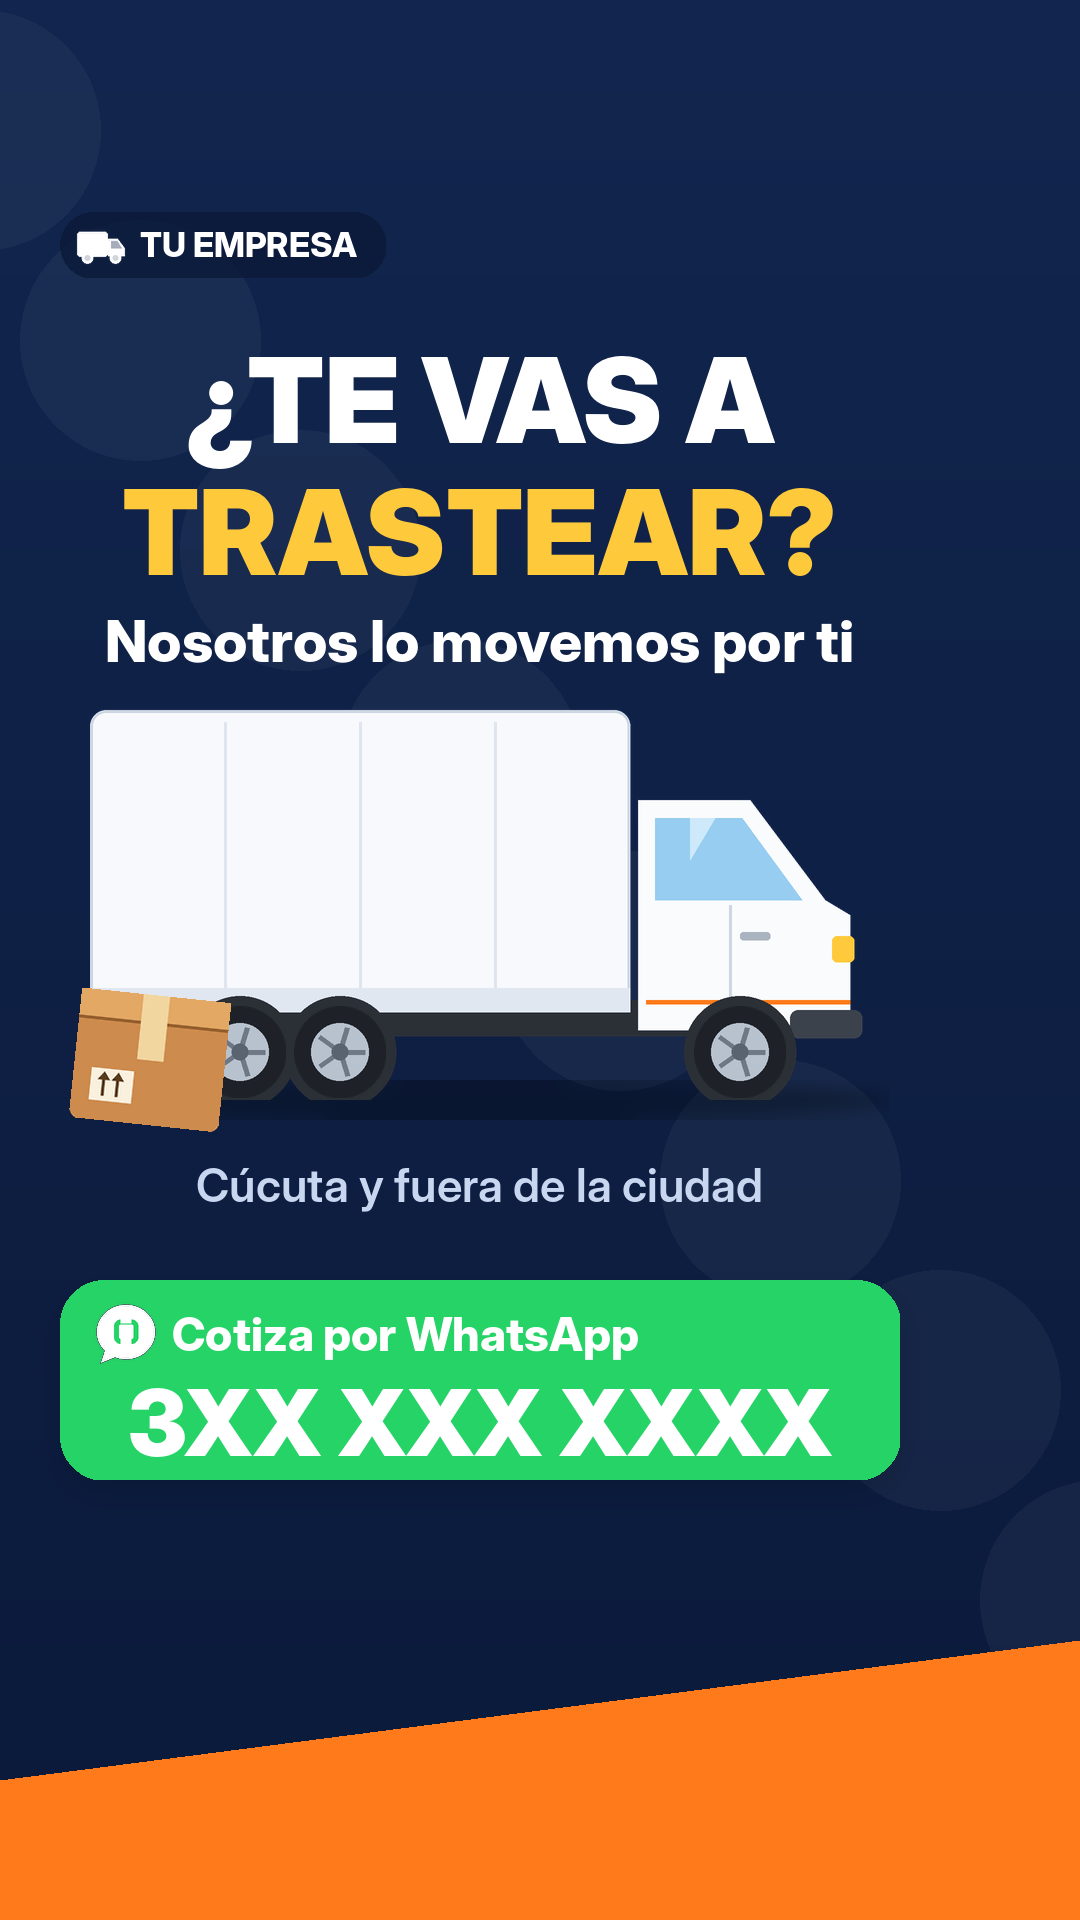 TU EMPRESA
¿TE VAS A
TRASTEAR?
Nosotros lo movemos por ti
Cúcuta y fuera de la ciudad
Cotiza por WhatsApp
3XX XXX XXXX